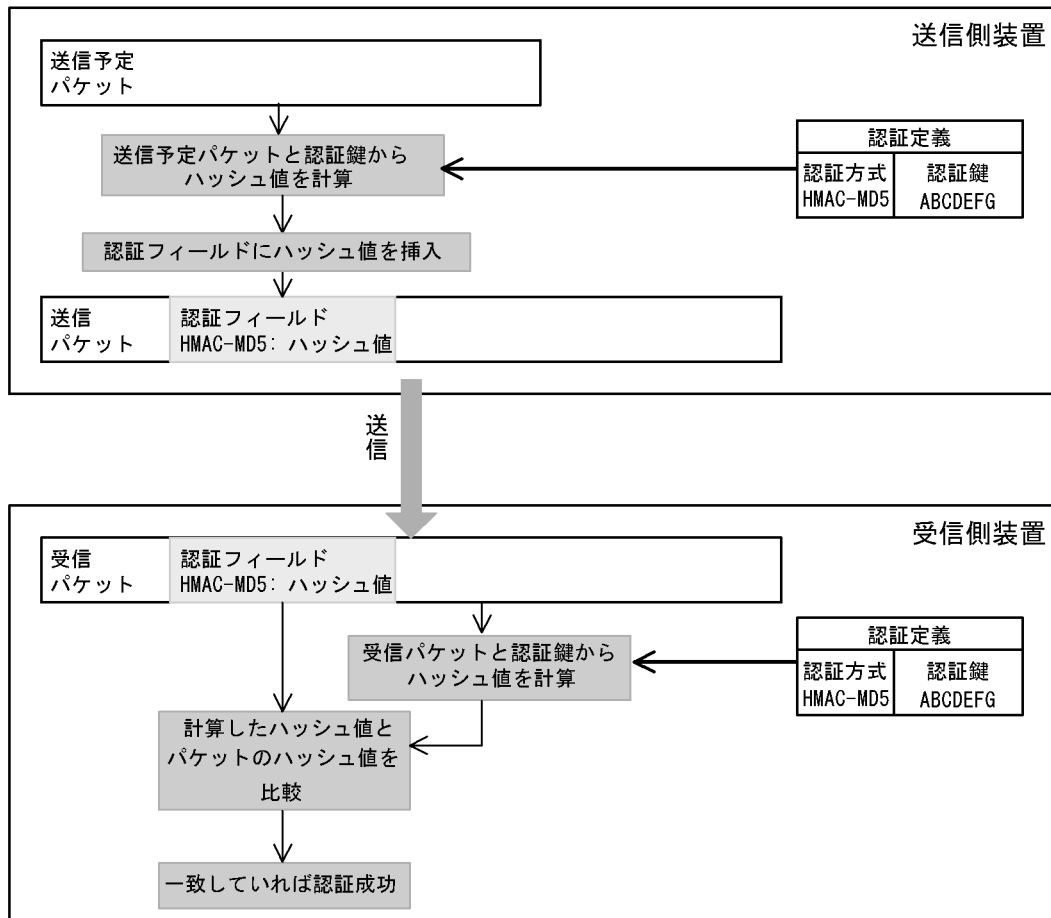 送信側装置
送信予定
パケット
送信予定パケットと認証鍵から
ハッシュ値を計算
認証定義
認証方式
HMAC-MD5
認証鍵
ABCDEFG
認証フィールドにハッシュ値を挿入
送信
パケット
認証フィールド
HMAC-MD5: ハッシュ値
送信
受信側装置
受信
パケット
認証フィールド
HMAC-MD5: ハッシュ値
受信パケットと認証鍵から
ハッシュ値を計算
認証定義
認証方式
HMAC-MD5
認証鍵
ABCDEFG
計算したハッシュ値と
パケットのハッシュ値を
比較
一致していれば認証成功